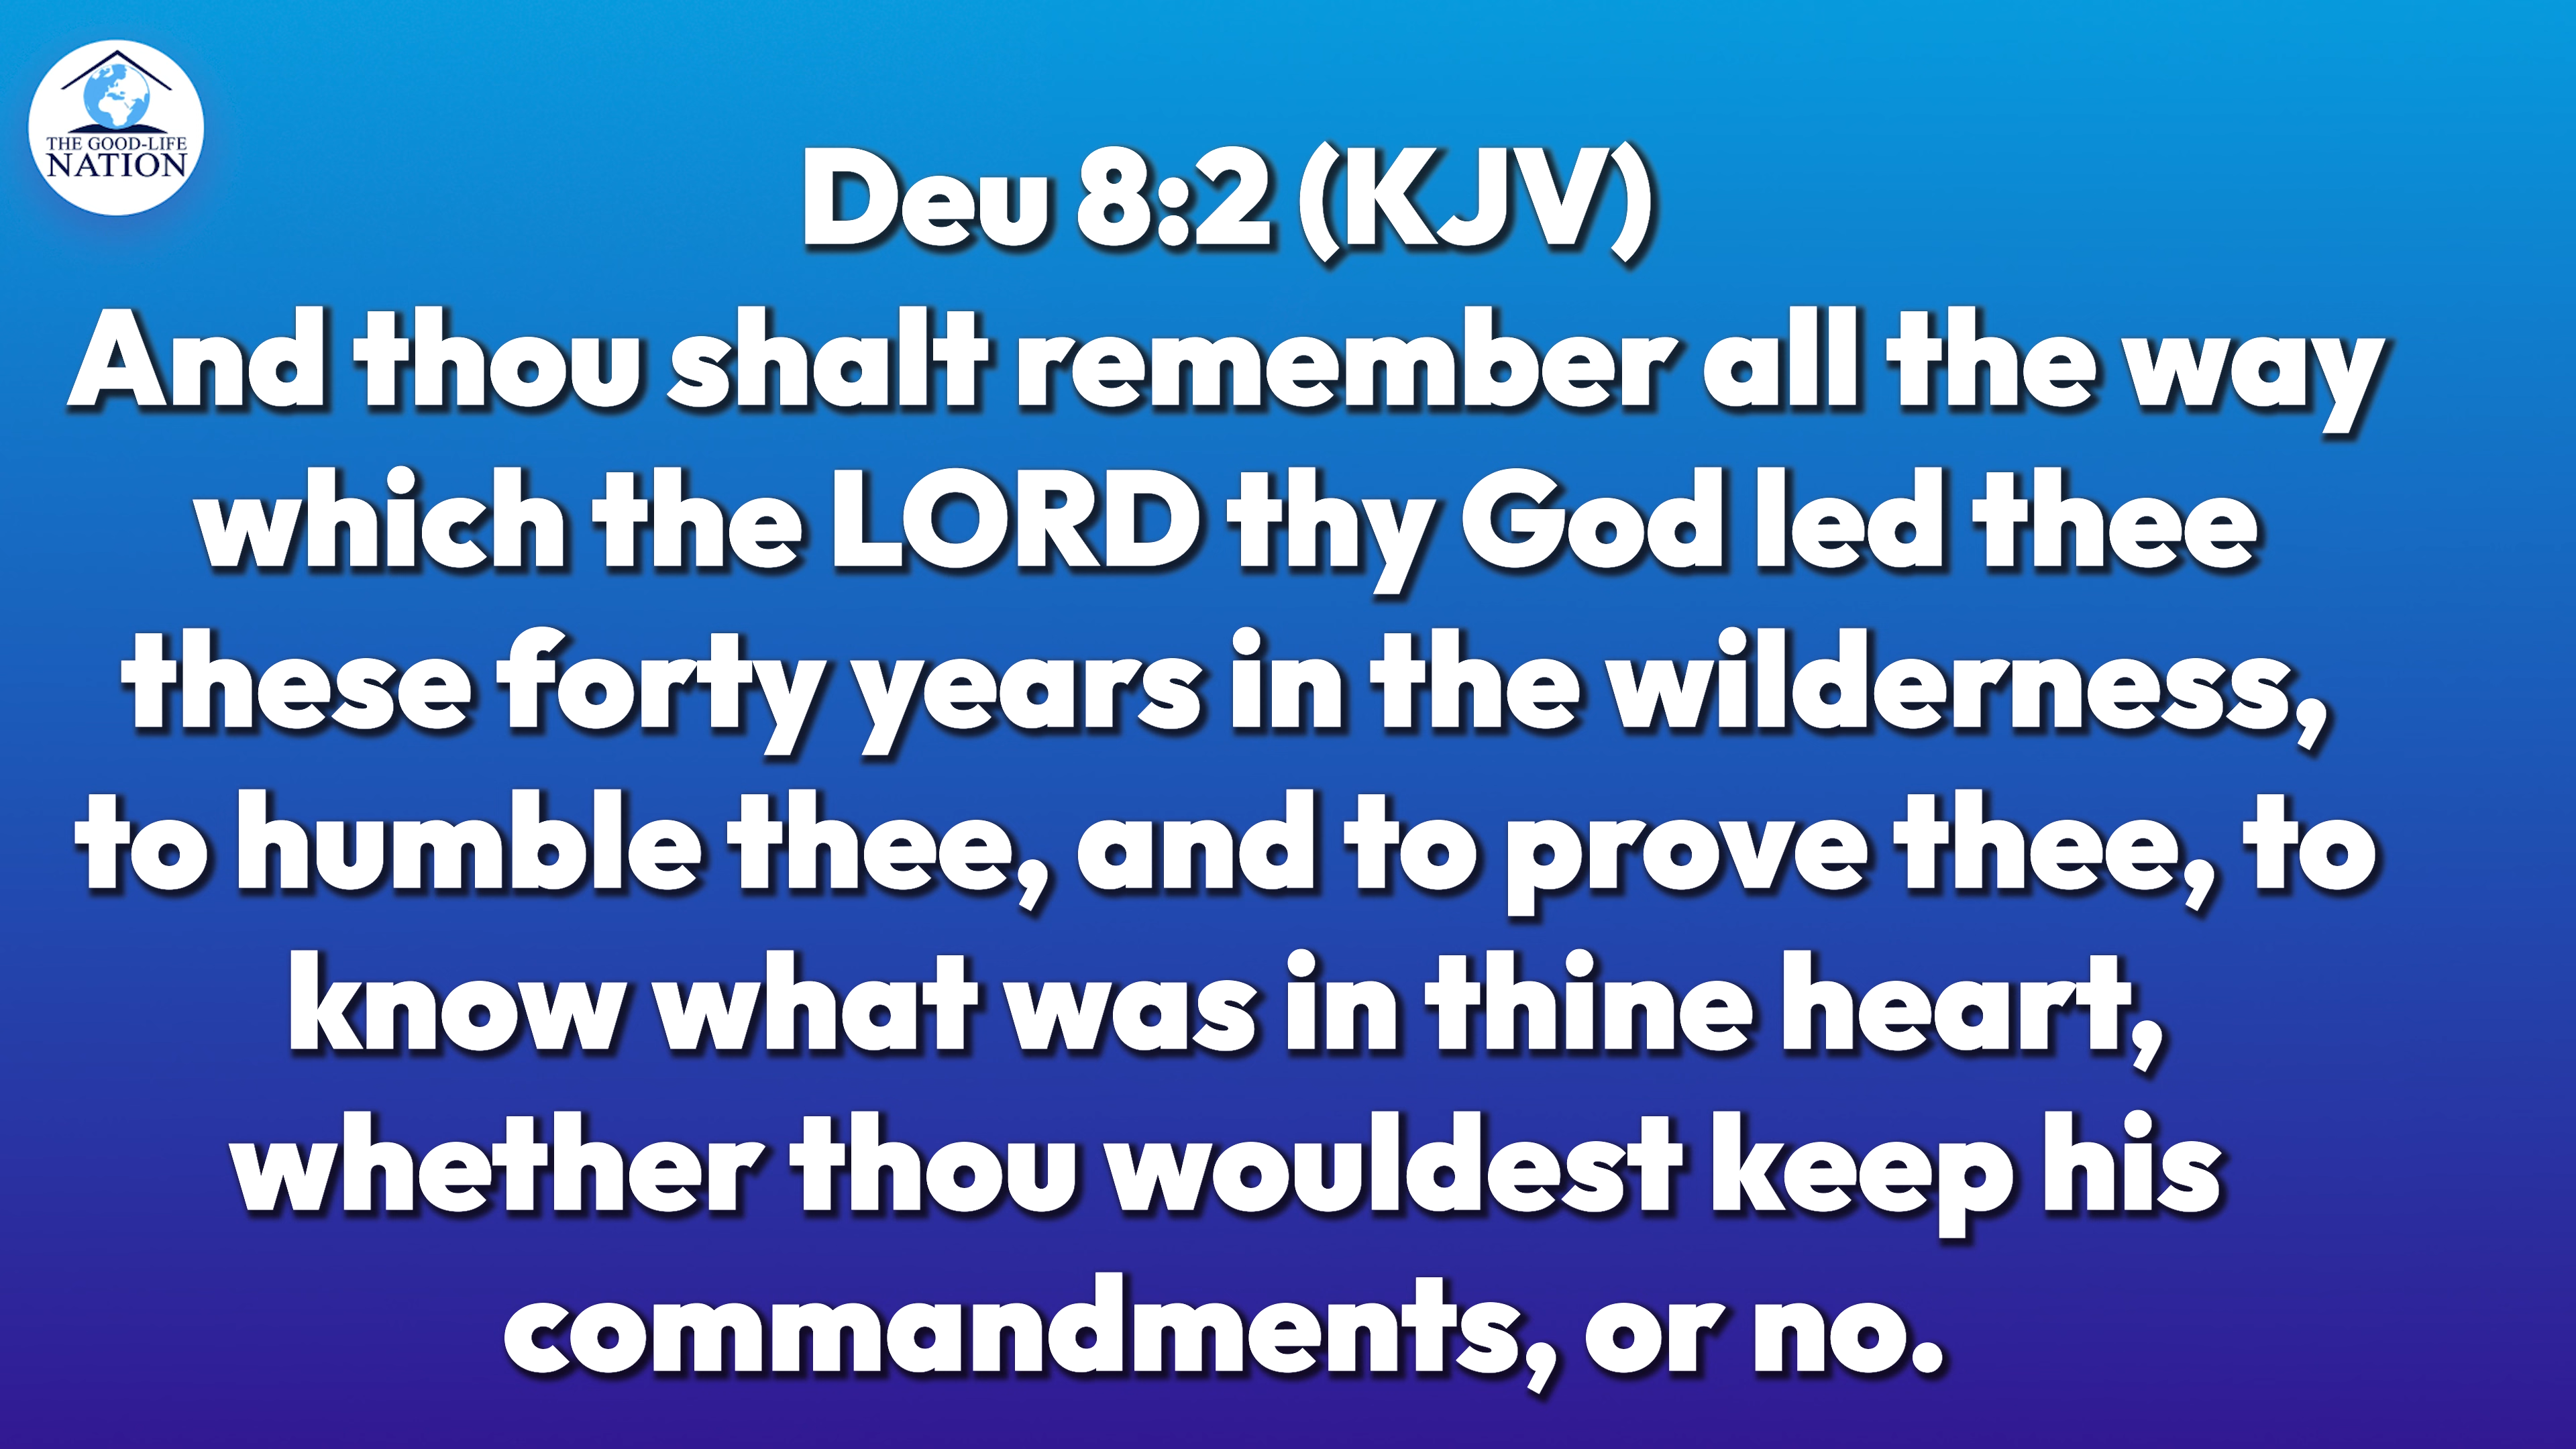 THE GOOD-LIFE
NATION
Deu 8:2 (KJV)
And thou shalt remember all the way
which the LORD thy God led thee
these forty years in the wilderness,
to humble thee, and to prove thee, to
know what was in thine heart,
whether thou wouldest keep his
commandments, or no.